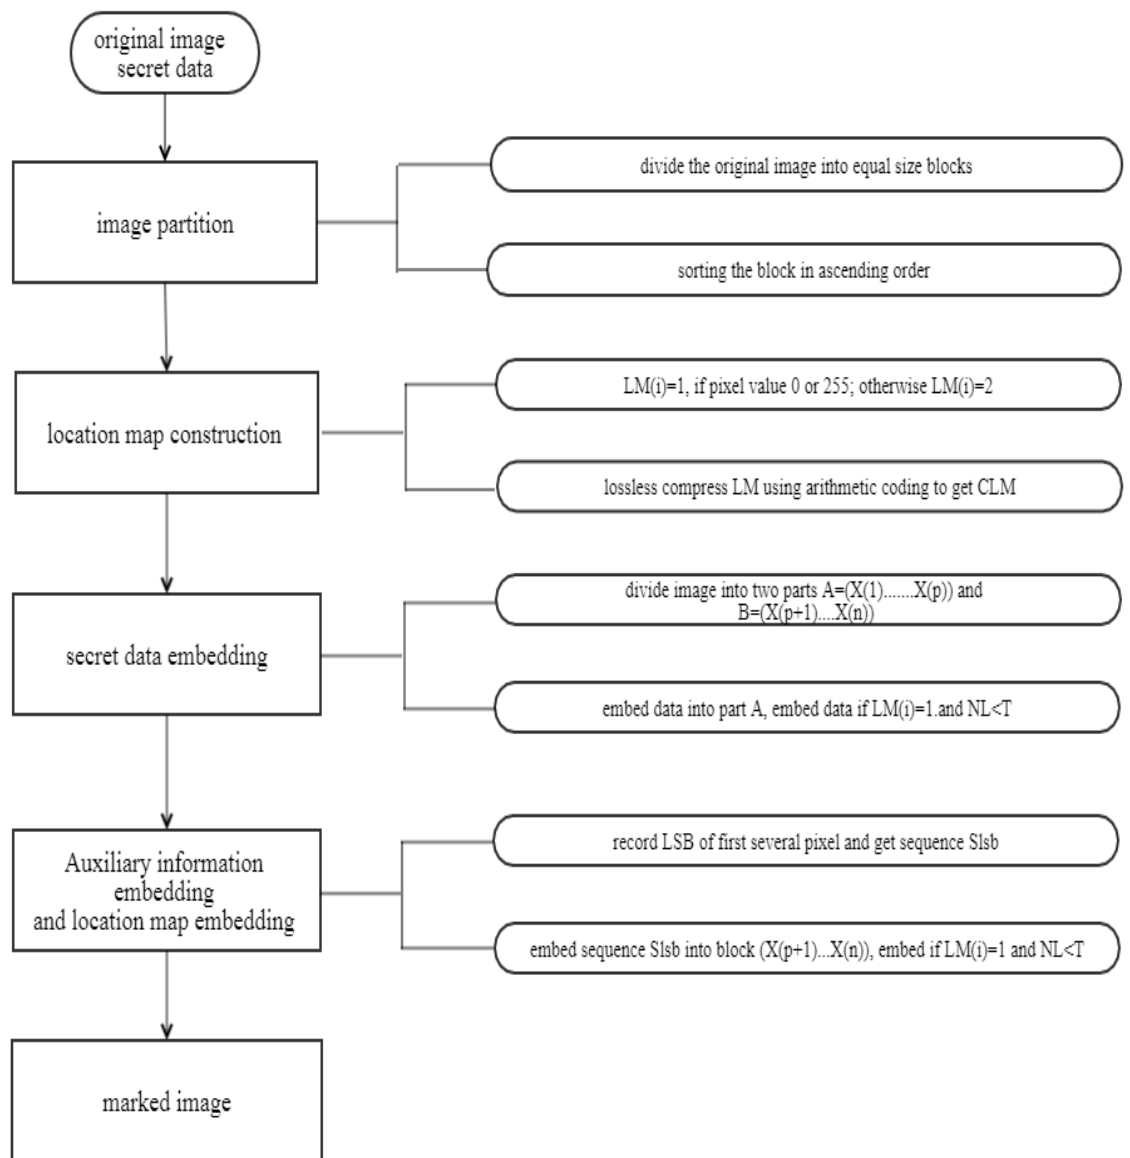 original image
secret data
divide the original image into equal size blocks
image partition
sorting the block in ascending order
LM(i)=1, if pixel value 0 or 255; otherwise LM(i)=2
location map construction
lossless compress LM using arithmetic coding to get CLM
divide image into two parts A=(X(1).......X(p)) and
B=(X(p+1)....X(n))
secret data embedding
embed data into part A, embed data if LM(i)=1.and NL<T
record LSB of first several pixel and get sequence Slsb
Auxiliary information
embedding
and location map embedding
embed sequence Slsb into block (X(p+1)...X(n)), embed if LM(i)=1 and NL<T
marked image